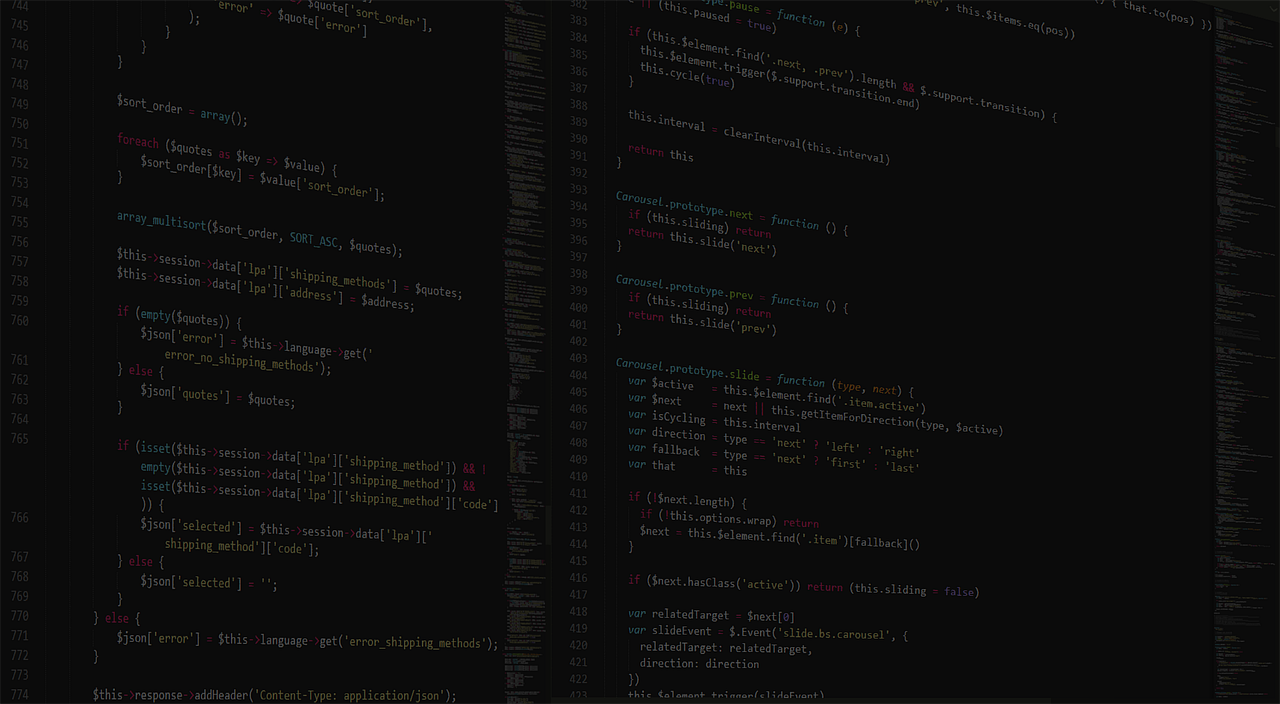 744
745
746
747
748
749
750
751
752
753
754
755
756
757
758
759
760
761
762
763
764
765
766
767
768
769
770
771
772
773
774
error' => $quote['sort_order'],
=> $quote['error']
);
}
}
}
$sort_order = array();
foreach ($quotes as $key => $value) {
$sort_order[$key] = $value['sort_order'];
}
array_multisort($sort_order, SORT_ASC, $quotes);
$this->session->data['lpa']['shipping_methods'] = $quotes;
$this->session->data['lpa']['address'] = $address;
if (empty($quotes)) {
$json['error'] = $this->language->get('
error_no_shipping_methods');
} else {
$json['quotes'] = $quotes;
}
if (isset($this->session->data['lpa']['shipping_method']) && !
empty($this->session->data['lpa']['shipping_method']) &&
isset($this->session->data['lpa']['shipping_method']['code']
)) {
$json['selected'] = $this->session->data['lpa']['
shipping_method']['code'];
} else {
$json['selected'] = '';
}
} else {
$json['error'] = $this->language->get('error_shipping_methods');
}
$this->response->addHeader('Content-Type: application/json');
382
384
385
386
387
388
389
390
391
392
393
394
395
396
397
398
399
400
401
402
403
404
405
406
407
408
409
410
411
412
413
414
415
416
417
418
419
420
421
422
423
prev', this.$items.eq(pos))
{ that.to(pos) })
.pause = function (e) {
|| (this.paused = true)
if (this.$element.find('.next, .prev').length && $.support.transition) {
this.$element.trigger($.support.transition.end)
this.cycle(true)
}
this.interval = clearInterval(this.interval)
return this
}
Carousel.prototype.next = function () {
if (this.sliding) return
return this.slide('next')
}
Carousel.prototype.prev = function () {
if (this.sliding) return
return this.slide('prev')
}
Carousel.prototype.slide = function (type, next) {
var $active = this.$element.find('.item.active')
var $next = next || this.getItemForDirection(type, $active)
var isCycling = this.interval
var direction = type == 'next' ? 'left' : 'right'
var fallback = type == 'next' ? 'first' : 'last'
var that = this
if (!$next.length) {
if (!this.options.wrap) return
$next = this.$element.find('.item')[fallback]()
}
if ($next.hasClass('active')) return (this.sliding = false)
var relatedTarget = $next[0]
var slideEvent = $.Event('slide.bs.carousel', {
relatedTarget: relatedTarget,
direction: direction
})
this.$element.trigger(slideEvent)